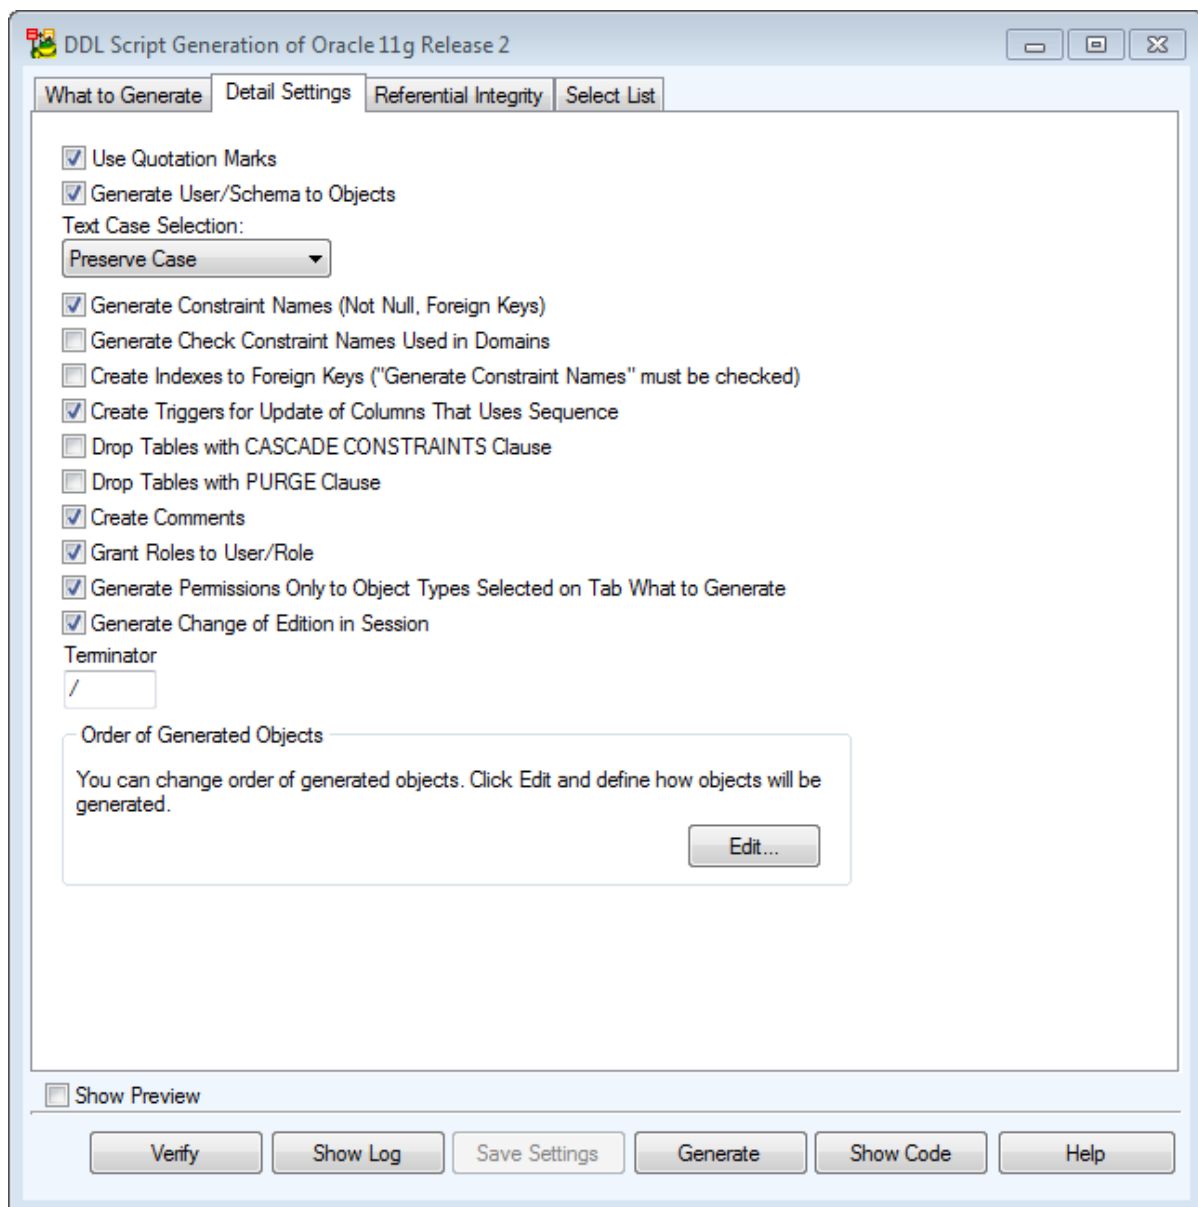 DDL Script Generation of Oracle 11g Release 2
What to Generate
Detail Settings
Referential Integrity
Select List
Use Quotation Marks
Generate User/Schema to Objects
Text Case Selection:
Preserve Case
Generate Constraint Names (Not Null, Foreign Keys)
Generate Check Constraint Names Used in Domains
Create Indexes to Foreign Keys ("Generate Constraint Names" must be checked)
Create Triggers for Update of Columns That Uses Sequence
Drop Tables with CASCADE CONSTRAINTS Clause
Drop Tables with PURGE Clause
Create Comments
Grant Roles to User/Role
Generate Permissions Only to Object Types Selected on Tab What to Generate
Generate Change of Edition in Session
Terminator
/
Order of Generated Objects
You can change order of generated objects. Click Edit and define how objects will be
generated.
Edit...
Show Preview
Verify
Show Log
Save Settings
Generate
Show Code
Help